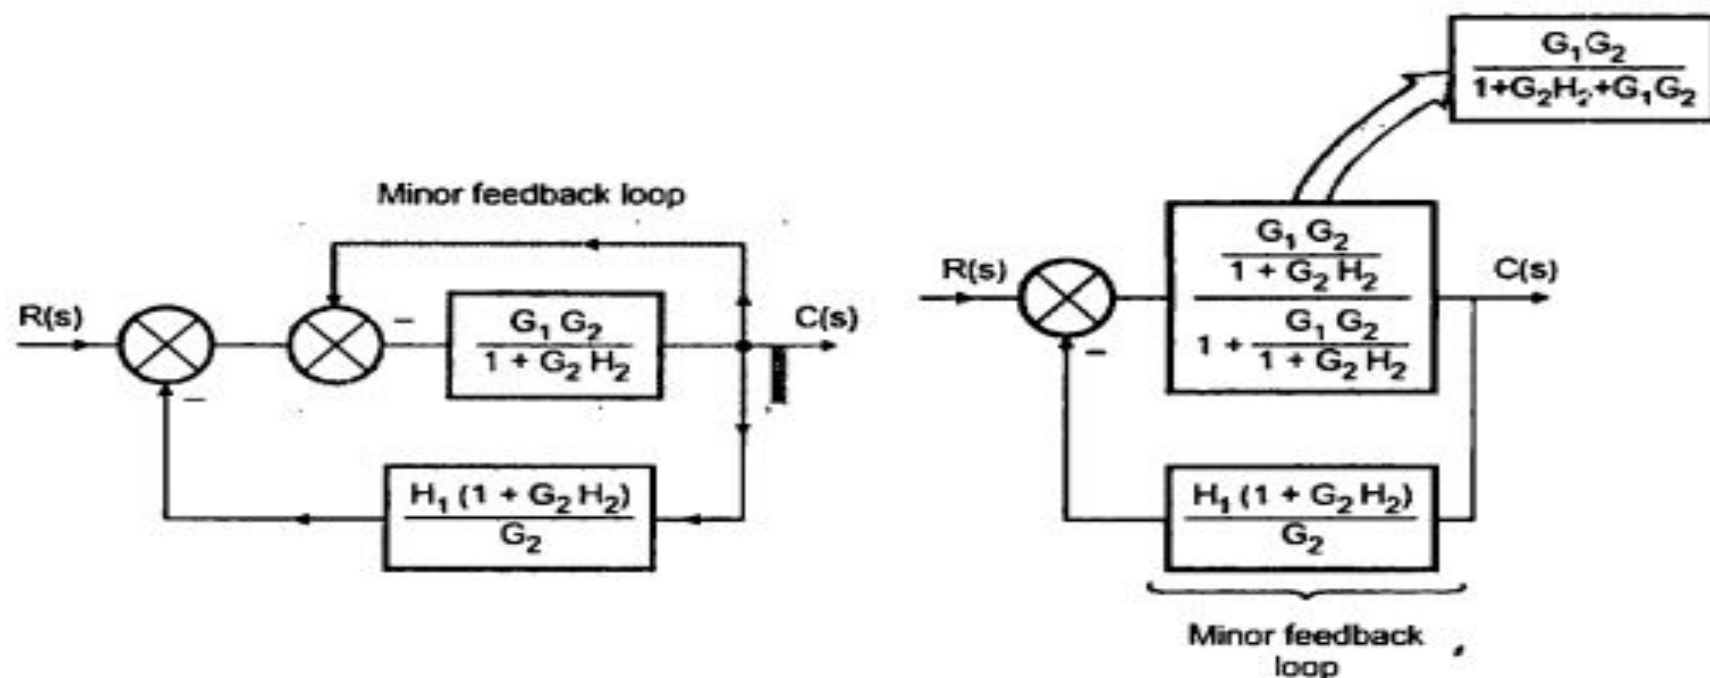 Minor feedback loop
R(s)
–
G₁ G₂
1 + G₂ H₂
C(s)
–
H₁ (1 + G₂ H₂)
G₂
G₁G₂
1+G₂H₂+G₁G₂
R(s)
–
G₁ G₂
1 + G₂ H₂
1 + G₁ G₂
1 + G₂ H₂
C(s)
H₁ (1 + G₂ H₂)
G₂
Minor feedback
loop